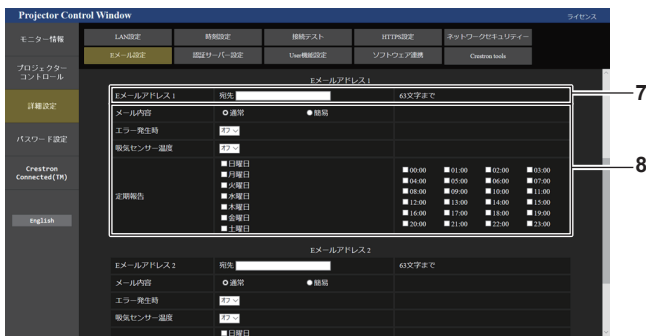 Projector Control Window
ライセンス
モニター情報
プロジェクター
コントロール
詳細設定
パスワード設定
Crestron
Connected(TM)
English
LAN設定 時刻設定 接続テスト HTTPS設定 ネットワークセキュリティー
Eメール設定 認証サーバー設定 User機能設定 ソフトウェア連携 Crestron tools
Eメールアドレス 1
Eメールアドレス 1 宛先 63文字まで 7
メール内容 通常 簡易
エラー発生時 オフ
吸気センサー温度 オフ
8
定期報告
日曜日
月曜日
火曜日
水曜日
木曜日
金曜日
土曜日
00:00 01:00 02:00 03:00
04:00 05:00 06:00 07:00
08:00 09:00 10:00 11:00
12:00 13:00 14:00 15:00
16:00 17:00 18:00 19:00
20:00 21:00 22:00 23:00
Eメールアドレス 2
Eメールアドレス 2 宛先 63文字まで
メール内容 通常 簡易
エラー発生時 オフ
吸気センサー温度 オフ
日曜日